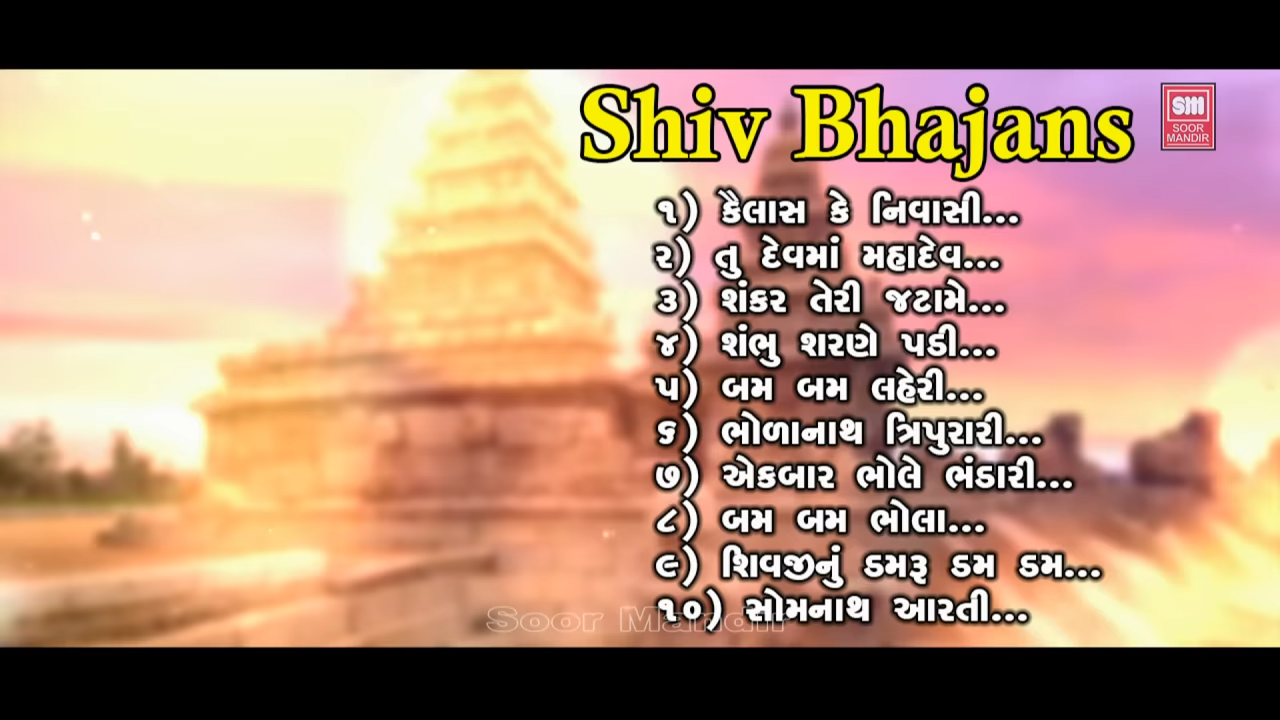 Shiv Bhajans
SM
SOOR
MANDIR
૧) કૈલાસ કે નિવાસી...
૨) તુ દેવમાં મહાદેવ...
૩) શંકર તેરી જટામે...
૪) શંભુ શરણે પડી...
૫) બમ બમ લહેરી...
૬) ભોળાનાથ ત્રિપુરારી...
૭) એકબાર ભોલે ભંડારી...
૮) બમ બમ ભોલા...
૯) શિવજીનું ડમરૂ ડમ ડમ...
૧૦) સોમનાથ આરતી...
Soor Mandir